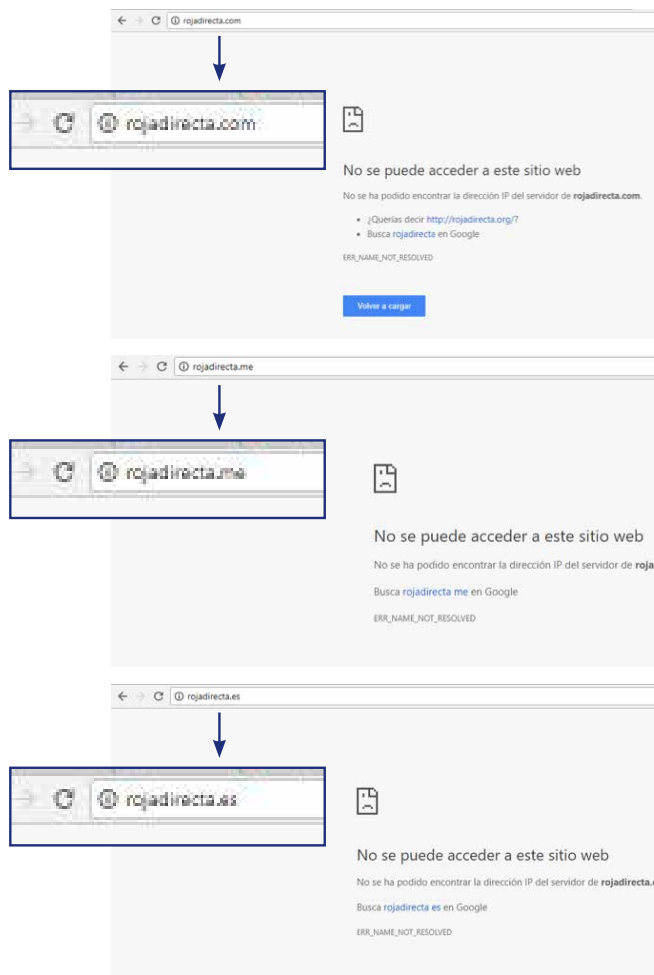 rojadirecta.com
rojadirecta.com
No se puede acceder a este sitio web
No se ha podido encontrar la dirección IP del servidor de rojadirecta.com.
¿Querías decir http://rojadirecta.org/?
Busca rojadirecta en Google
ERR_NAME_NOT_RESOLVED
Volver a cargar
rojadirecta.me
rojadirecta.me
No se puede acceder a este sitio web
No se ha podido encontrar la dirección IP del servidor de roja
Busca rojadirecta me en Google
ERR_NAME_NOT_RESOLVED
rojadirecta.es
rojadirecta.es
No se puede acceder a este sitio web
No se ha podido encontrar la dirección IP del servidor de rojadirecta.
Busca rojadirecta es en Google
ERR_NAME_NOT_RESOLVED